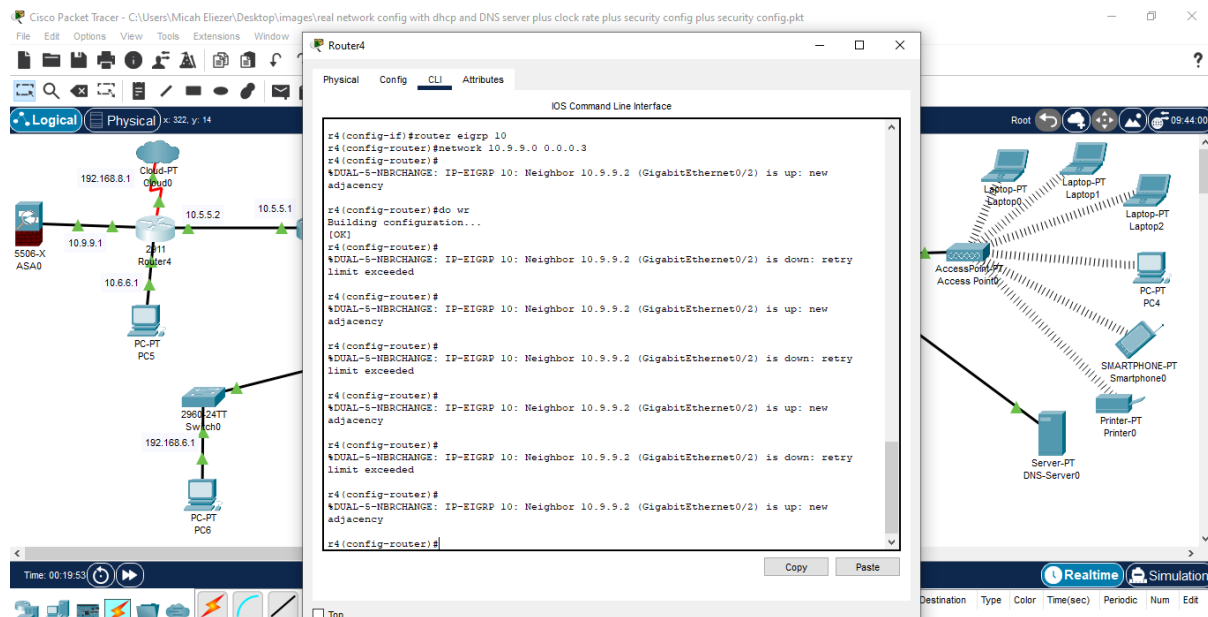 Cisco Packet Tracer - C:\Users\Micah Eliezer\Desktop\images\real network config with dhcp and DNS server plus clock rate plus security config plus security config.pkt
File Edit Options View Tools Extensions Window
Router4
?
Physical Config CLI Attributes
IOS Command Line Interface
Logical Physical x: 322, y: 14
Root 09:44:00
r4(config-if)#router eigrp 10
r4(config-router)#network 10.9.9.0 0.0.0.3
r4(config-router)#
%DUAL-5-NBRCHANGE: IP-EIGRP 10: Neighbor 10.9.9.2 (GigabitEthernet0/2) is up: new
adjacency
r4(config-router)#do wr
Building configuration...
[OK]
r4(config-router)#
%DUAL-5-NBRCHANGE: IP-EIGRP 10: Neighbor 10.9.9.2 (GigabitEthernet0/2) is down: retry
limit exceeded
r4(config-router)#
%DUAL-5-NBRCHANGE: IP-EIGRP 10: Neighbor 10.9.9.2 (GigabitEthernet0/2) is up: new
adjacency
r4(config-router)#
%DUAL-5-NBRCHANGE: IP-EIGRP 10: Neighbor 10.9.9.2 (GigabitEthernet0/2) is down: retry
limit exceeded
r4(config-router)#
%DUAL-5-NBRCHANGE: IP-EIGRP 10: Neighbor 10.9.9.2 (GigabitEthernet0/2) is up: new
adjacency
r4(config-router)#
%DUAL-5-NBRCHANGE: IP-EIGRP 10: Neighbor 10.9.9.2 (GigabitEthernet0/2) is down: retry
limit exceeded
r4(config-router)#
%DUAL-5-NBRCHANGE: IP-EIGRP 10: Neighbor 10.9.9.2 (GigabitEthernet0/2) is up: new
adjacency
r4(config-router)#
Copy Paste
Top
Cloud-PT
Cloud0
192.168.8.1
10.5.5.2
10.5.5.1
5506-X
ASA0
10.9.9.1
2911
Router4
10.6.6.1
PC-PT
PC5
2960-24TT
Switch0
192.168.6.1
PC-PT
PC6
Laptop-PT
Laptop0
Laptop-PT
Laptop1
Laptop-PT
Laptop2
AccessPoint-PT
Access Point0
PC-PT
PC4
SMARTPHONE-PT
Smartphone0
Printer-PT
Printer0
Server-PT
DNS-Server0
Time: 00:19:53
Realtime Simulation
Destination Type Color Time(sec) Periodic Num Edit